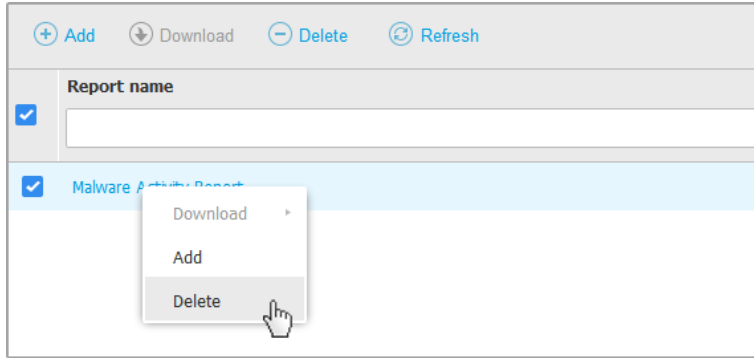 Add Download Delete Refresh
Report name
Malware Activity Report
Download
Add
Delete